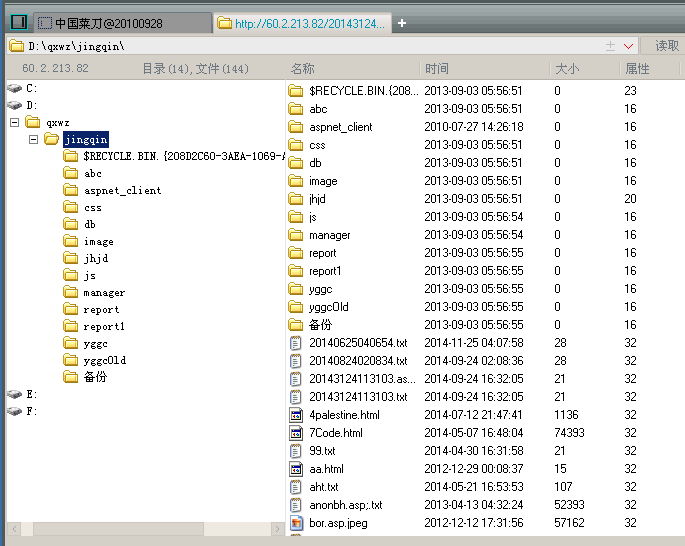 中国菜刀@20100928
http://60.2.213.82/20143124...
D:\qxwz\jingqin\
读取
60.2.213.82 目录(14),文件(144) 名称 时间 大小 属性
C:
D:
qxwz
jingqin
$RECYCLE.BIN.{208D2C60-3AEA-1069-
abc
aspnet_client
css
db
image
jhjd
js
manager
report
report1
yggc
yggcOld
备份
E:
F:
$RECYCLE.BIN.{208... 2013-09-03 05:56:51 0 23
abc 2013-09-03 05:56:51 0 16
aspnet_client 2010-07-27 14:26:18 0 16
css 2013-09-03 05:56:51 0 16
db 2013-09-03 05:56:51 0 16
image 2013-09-03 05:56:51 0 16
jhjd 2013-09-03 05:56:51 0 20
js 2013-09-03 05:56:54 0 16
manager 2013-09-03 05:56:54 0 16
report 2013-09-03 05:56:55 0 16
report1 2013-09-03 05:56:55 0 16
yggc 2013-09-03 05:56:55 0 16
yggcOld 2013-09-03 05:56:55 0 16
备份 2013-09-03 05:56:55 0 16
20140625040654.txt 2014-11-25 04:07:58 28 32
20140824020834.txt 2014-09-24 02:08:36 28 32
20143124113103.as... 2014-09-24 16:32:05 21 32
20143124113103.txt 2014-09-24 16:32:05 21 32
4palestine.html 2014-07-12 21:47:41 1136 32
7Code.html 2014-05-07 16:48:04 74393 32
99.txt 2014-04-30 16:31:58 21 32
aa.html 2012-12-29 00:08:37 15 32
aht.txt 2014-05-21 16:53:53 107 32
anonbh.asp;.txt 2013-04-13 04:32:24 52393 32
bor.asp.jpeg 2012-12-12 17:31:56 57162 32